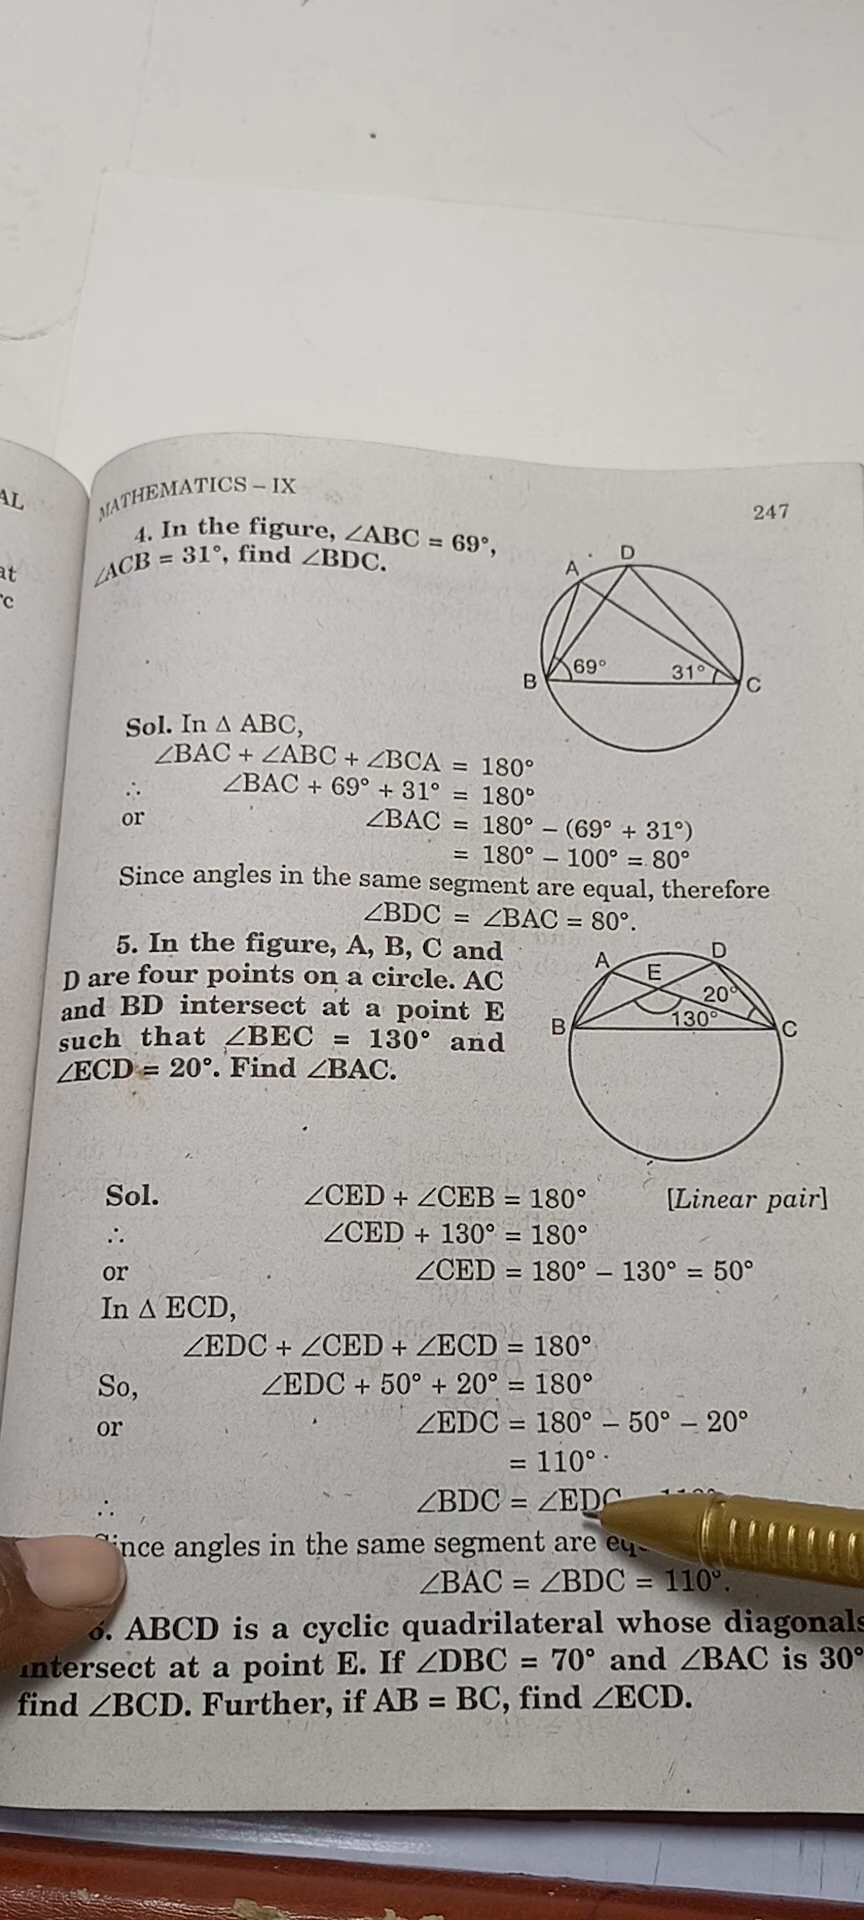 AL
at
MATHEMATICS – IX
247
4. In the figure, ∠ABC = 69°,
∠ACB = 31°, find ∠BDC.
A
D
B
69°
31°
C
Sol. In Δ ABC,
∠BAC + ∠ABC + ∠BCA = 180°
∴ ∠BAC + 69° + 31° = 180°
or ∠BAC = 180° – (69° + 31°)
= 180° – 100° = 80°
Since angles in the same segment are equal, therefore
∠BDC = ∠BAC = 80°.
5. In the figure, A, B, C and
D are four points on a circle. AC
and BD intersect at a point E
such that ∠BEC = 130° and
∠ECD = 20°. Find ∠BAC.
A
D
E
20°
130°
B
C
Sol. ∠CED + ∠CEB = 180° [Linear pair]
∴ ∠CED + 130° = 180°
or ∠CED = 180° – 130° = 50°
In Δ ECD,
∠EDC + ∠CED + ∠ECD = 180°
So, ∠EDC + 50° + 20° = 180°
or ∠EDC = 180° – 50° – 20°
= 110°
∴ ∠BDC = ∠EDC
Since angles in the same segment are
∠BAC = ∠BDC = 110°.
6. ABCD is a cyclic quadrilateral whose diagonals
intersect at a point E. If ∠DBC = 70° and ∠BAC is 30°
find ∠BCD. Further, if AB = BC, find ∠ECD.